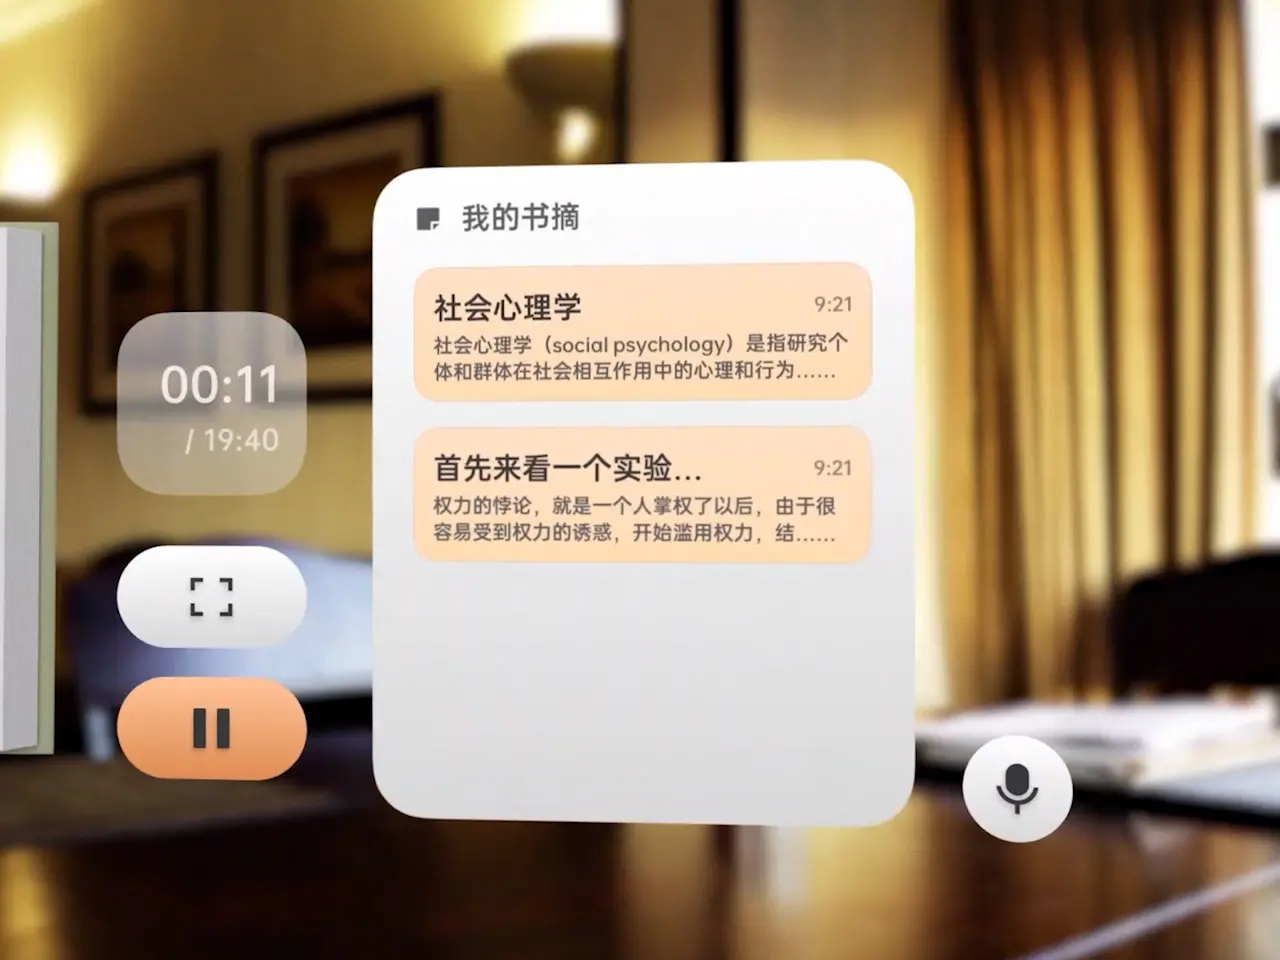 我的书摘
社会心理学
9:21
社会心理学（social psychology）是指研究个
体和群体在社会相互作用中的心理和行为……
00:11
/ 19:40
首先来看一个实验...
9:21
权力的悖论，就是一个人掌权了以后，由于很
容易受到权力的诱惑，开始滥用权力，结……